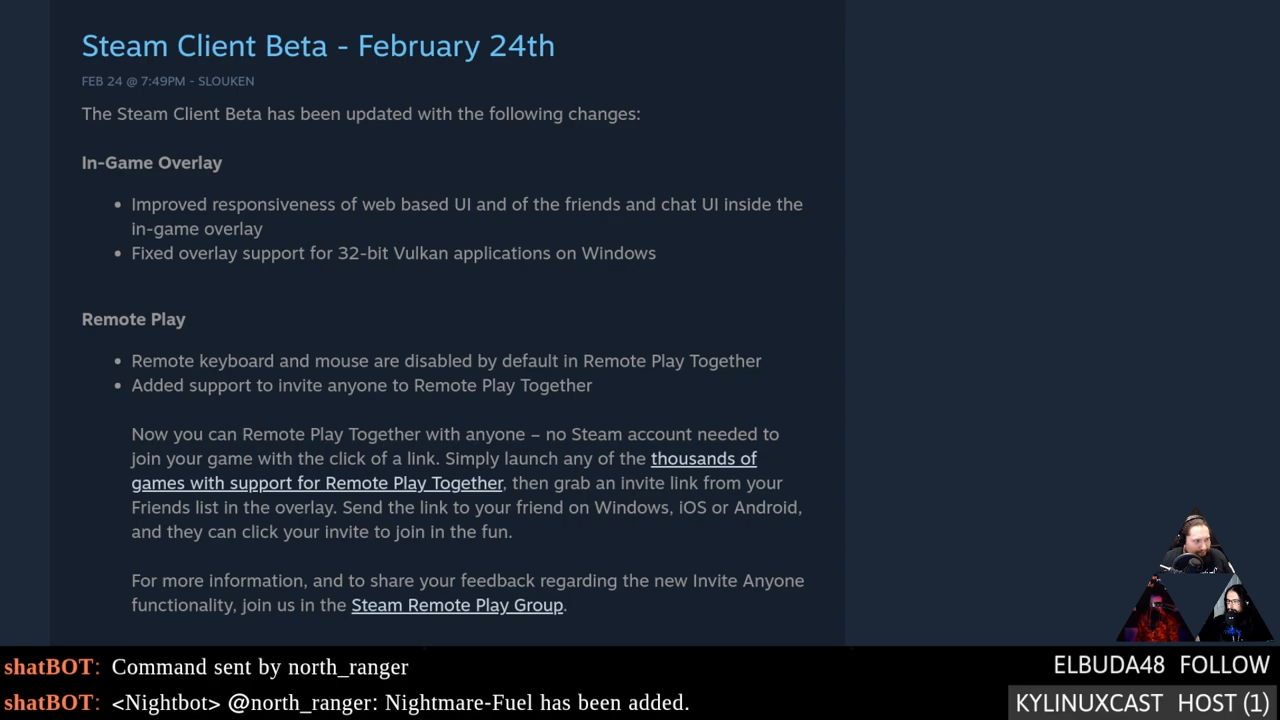 Steam Client Beta - February 24th
FEB 24 @ 7:49PM - SLOUKEN
The Steam Client Beta has been updated with the following changes:
In-Game Overlay
• Improved responsiveness of web based UI and of the friends and chat UI inside the
in-game overlay
• Fixed overlay support for 32-bit Vulkan applications on Windows
Remote Play
• Remote keyboard and mouse are disabled by default in Remote Play Together
• Added support to invite anyone to Remote Play Together
Now you can Remote Play Together with anyone – no Steam account needed to
join your game with the click of a link. Simply launch any of the thousands of
games with support for Remote Play Together, then grab an invite link from your
Friends list in the overlay. Send the link to your friend on Windows, iOS or Android,
and they can click your invite to join in the fun.
For more information, and to share your feedback regarding the new Invite Anyone
functionality, join us in the Steam Remote Play Group.
shatBOT: Command sent by north_ranger
shatBOT: <Nightbot> @north_ranger: Nightmare-Fuel has been added.
ELBUDA48 FOLLOW
KYLINUXCAST HOST (1)